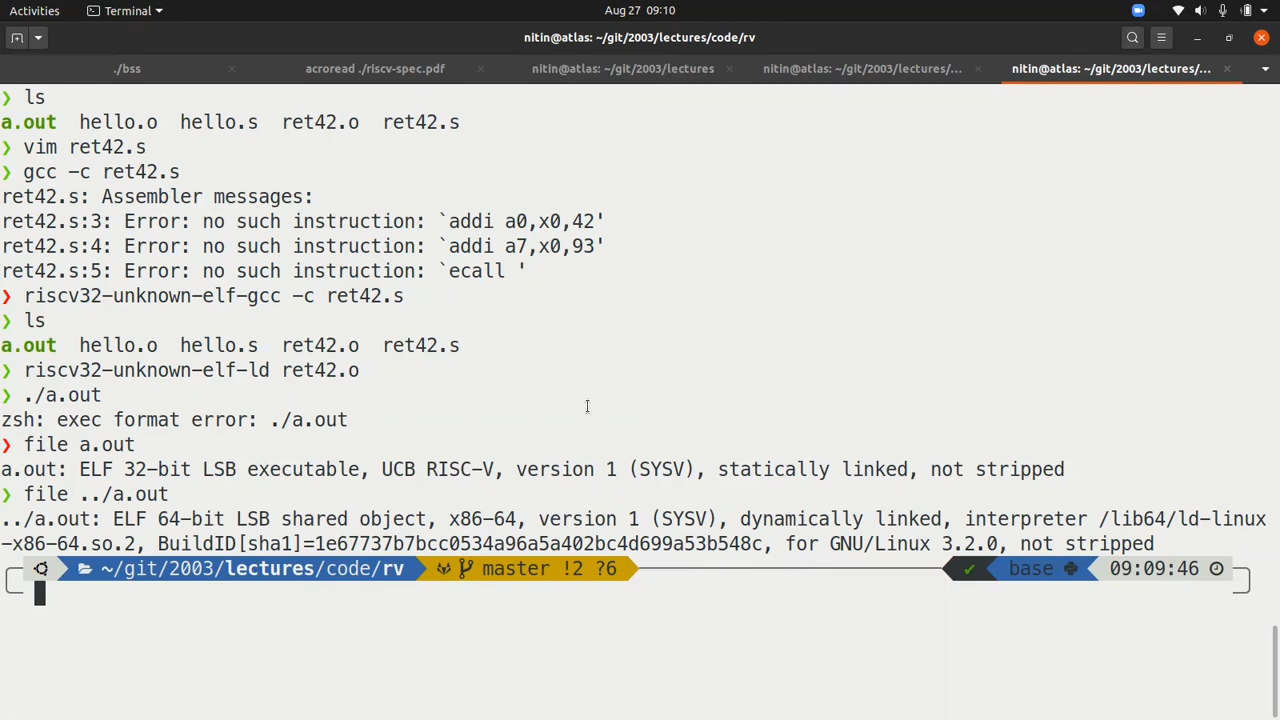 Activities Terminal Aug 27 09:10
nitin@atlas: ~/git/2003/lectures/code/rv
./bss acroread ./riscv-spec.pdf nitin@atlas: ~/git/2003/lectures nitin@atlas: ~/git/2003/lectures/... nitin@atlas: ~/git/2003/lectures/...
❯ ls
a.out hello.o hello.s ret42.o ret42.s
❯ vim ret42.s
❯ gcc -c ret42.s
ret42.s: Assembler messages:
ret42.s:3: Error: no such instruction: `addi a0,x0,42'
ret42.s:4: Error: no such instruction: `addi a7,x0,93'
ret42.s:5: Error: no such instruction: `ecall '
❯ riscv32-unknown-elf-gcc -c ret42.s
❯ ls
a.out hello.o hello.s ret42.o ret42.s
❯ riscv32-unknown-elf-ld ret42.o
❯ ./a.out
zsh: exec format error: ./a.out
❯ file a.out
a.out: ELF 32-bit LSB executable, UCB RISC-V, version 1 (SYSV), statically linked, not stripped
❯ file ../a.out
../a.out: ELF 64-bit LSB shared object, x86-64, version 1 (SYSV), dynamically linked, interpreter /lib64/ld-linux
-x86-64.so.2, BuildID[sha1]=1e67737b7bcc0534a96a5a402bc4d699a53b548c, for GNU/Linux 3.2.0, not stripped
~/git/2003/lectures/code/rv master !2 ?6 ✔ base 09:09:46